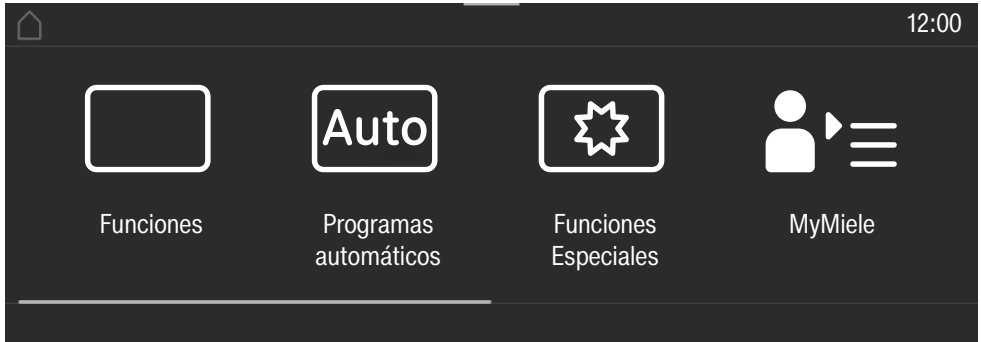 12:00
Auto
Funciones
Programas
automáticos
Funciones
Especiales
MyMiele